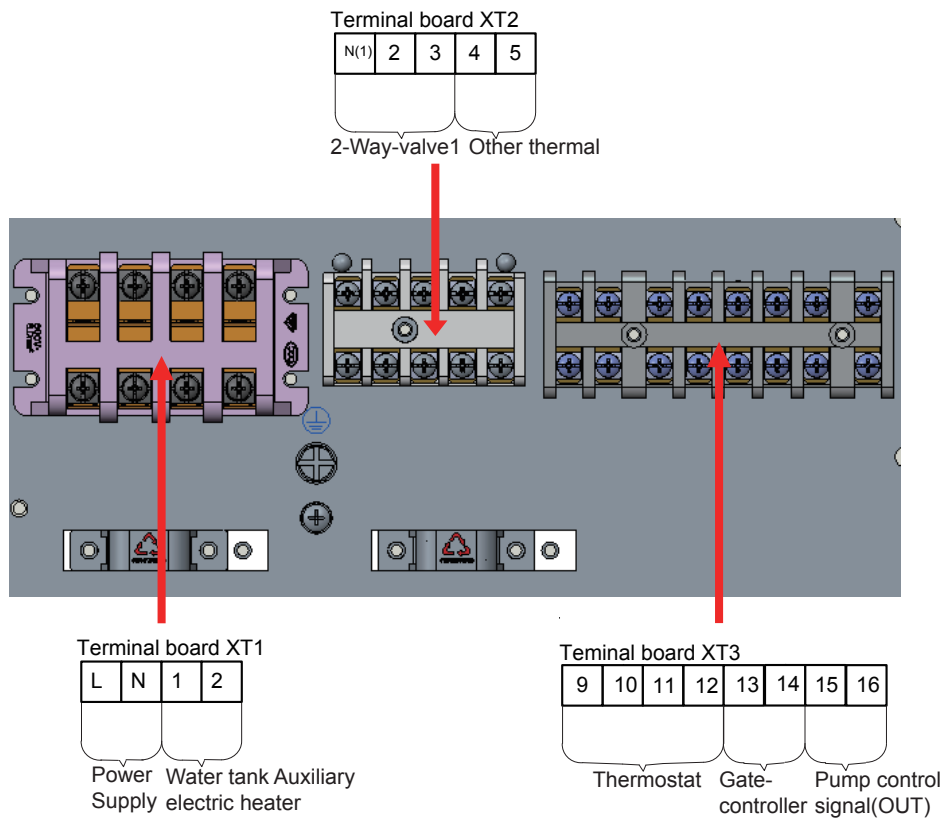 Terminal board XT2
N(1) 2 3 4 5
2-Way-valve1 Other thermal
Terminal board XT1
L N 1 2
Power Supply
Water tank Auxiliary electric heater
Teminal board XT3
9 10 11 12 13 14 15 16
Thermostat
Gate-
controller
Pump control
signal(OUT)